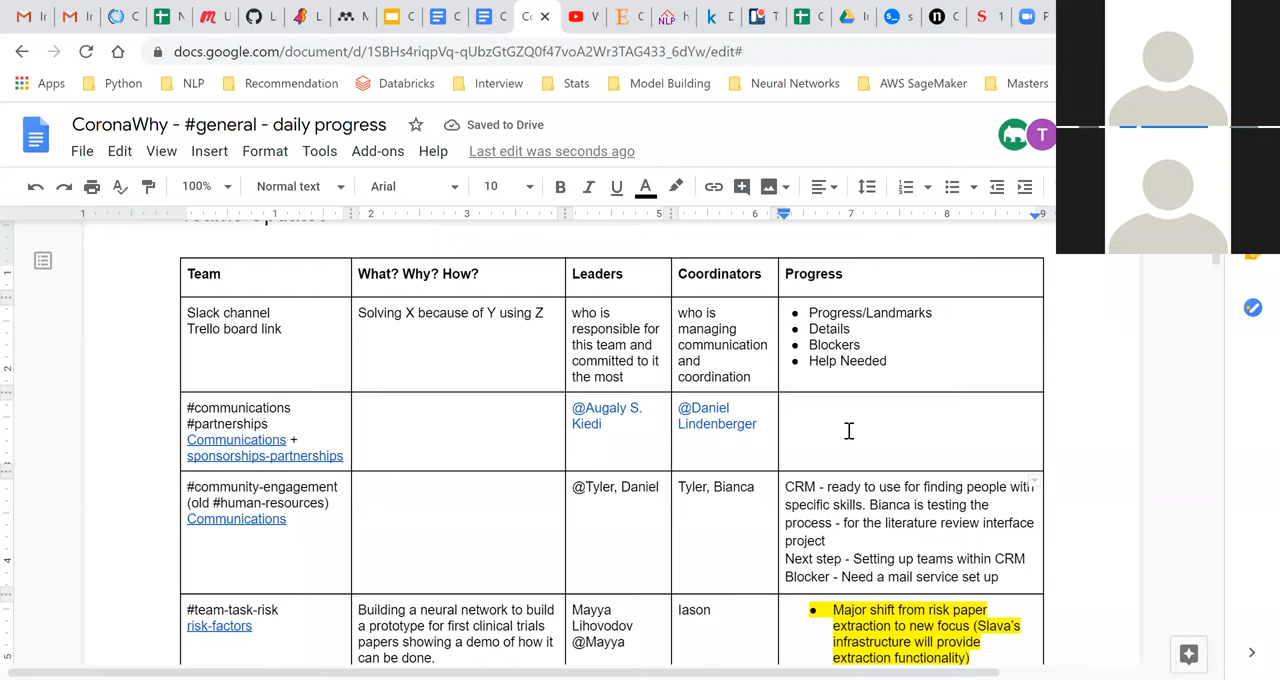 docs.google.com/document/d/1SBHs4riqpVq-qUbzGtGZQ0f47voA2Wr3TAG433_6dYw/edit#
Apps Python NLP Recommendation Databricks Interview Stats Model Building Neural Networks AWS SageMaker Masters
CoronaWhy - #general - daily progress Saved to Drive
T
File Edit View Insert Format Tools Add-ons Help Last edit was seconds ago
100% Normal text Arial 10 B I U A
1 1 2 3 5 6 7 8 9
Team What? Why? How? Leaders Coordinators Progress
Slack channel
Trello board link
Solving X because of Y using Z
who is
responsible for
this team and
committed to it
the most
who is
managing
communication
and
coordination
● Progress/Landmarks
● Details
● Blockers
● Help Needed
#communications
#partnerships
Communications +
sponsorships-partnerships
@Augaly S.
Kiedi
@Daniel
Lindenberger
#community-engagement
(old #human-resources)
Communications
@Tyler, Daniel
Tyler, Bianca
CRM - ready to use for finding people with
specific skills. Bianca is testing the
process - for the literature review interface
project
Next step - Setting up teams within CRM
Blocker - Need a mail service set up
#team-task-risk
risk-factors
Building a neural network to build
a prototype for first clinical trials
papers showing a demo of how it
can be done.
Mayya
Lihovodov
@Mayya
Iason
● Major shift from risk paper
extraction to new focus (Slava's
infrastructure will provide
extraction functionality)